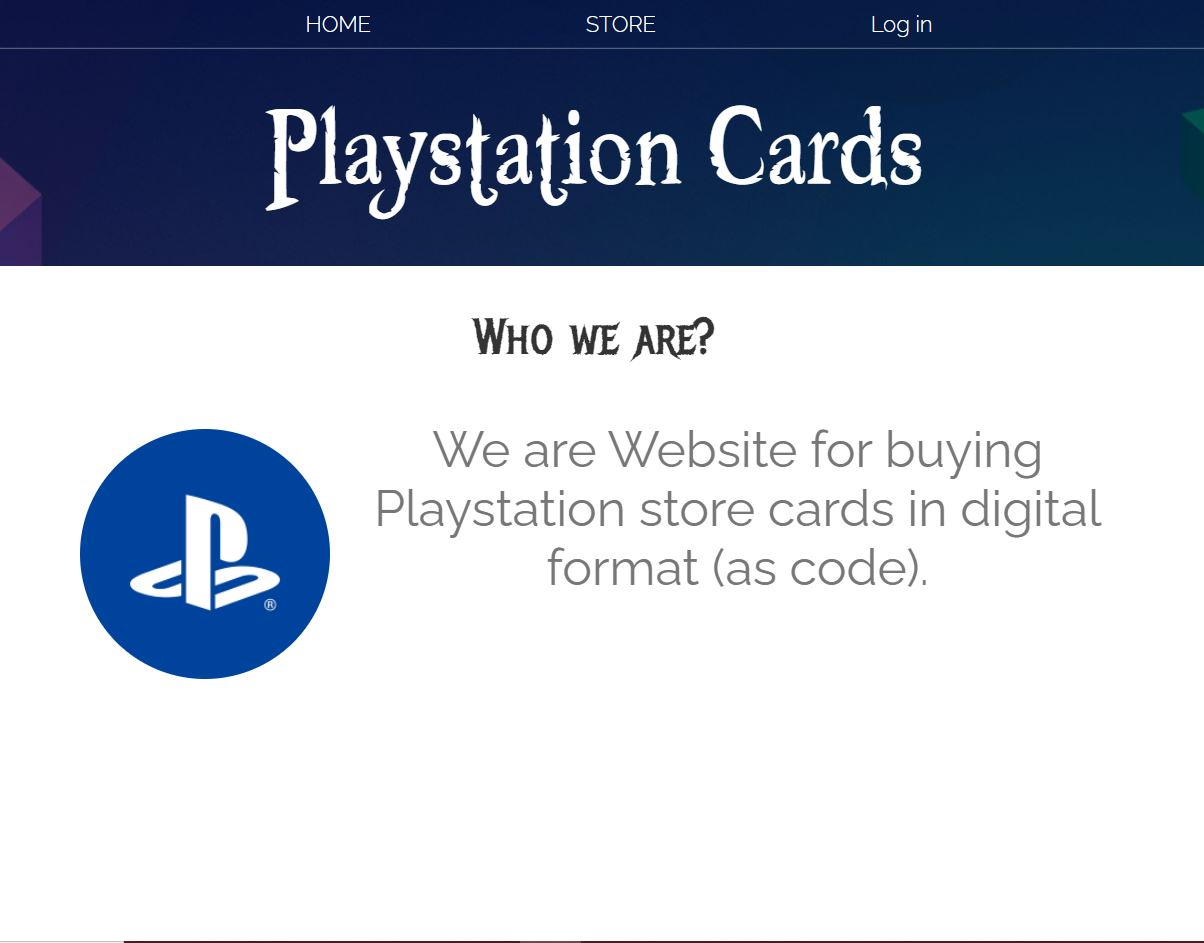 HOME STORE Log in
Playstation Cards
Who we are?
We are Website for buying
Playstation store cards in digital
format (as code).
®